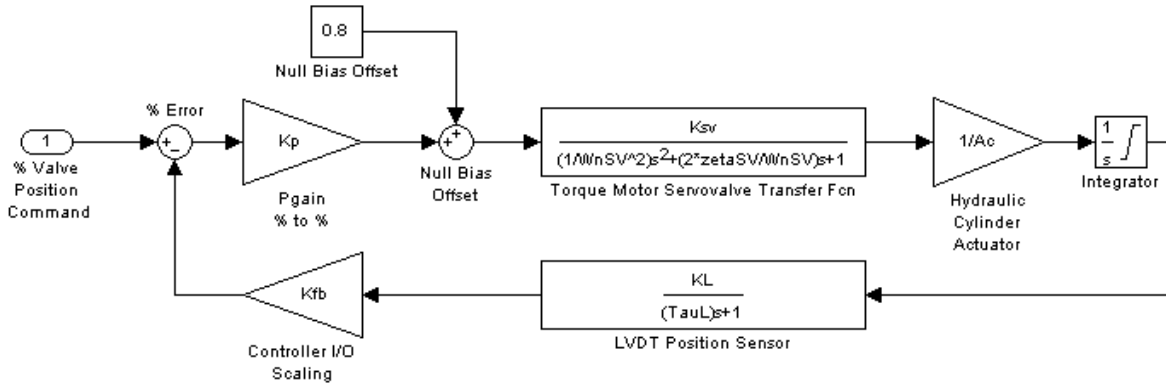 0.8
Null Bias Offset
% Error
1
% Valve
Position
Command
+
−
Kp
Pgain
% to %
+
+
Null Bias
Offset
Ksv
(1/WnSV^2)s²+(2*zetaSV/WnSV)s+1
Torque Motor Servovalve Transfer Fcn
1/Ac
Hydraulic
Cylinder
Actuator
1
s
Integrator
Kfb
Controller I/O
Scaling
KL
(TauL)s+1
LVDT Position Sensor